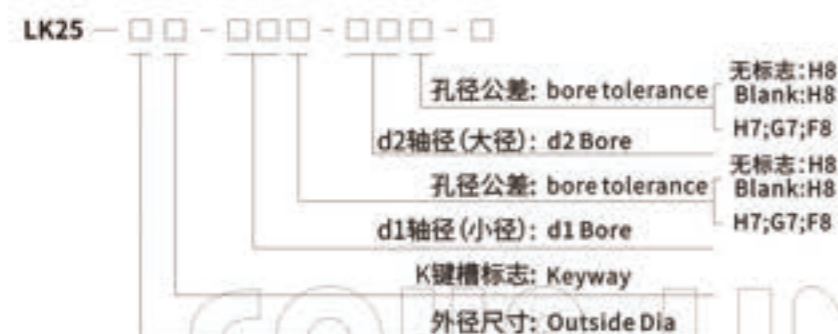 LK25 — □ □ - □□□ - □□□ - □
孔径公差: bore tolerance
无标志:H8
Blank:H8
H7;G7;F8
d2轴径(大径): d2 Bore
孔径公差: bore tolerance
无标志:H8
Blank:H8
H7;G7;F8
d1轴径(小径): d1 Bore
K键槽标志: Keyway
外径尺寸: Outside Dia